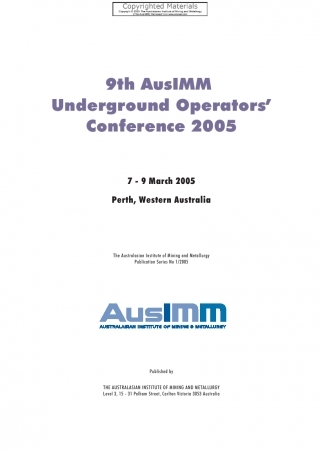 Copyrighted Materials
9th AusIMM
Underground Operators’
Conference 2005
7 - 9 March 2005
Perth, Western Australia
The Australasian Institute of Mining and Metallurgy
Publication Series No 1/2005
AusIMM
AUSTRALASIAN INSTITUTE OF MINING & METALLURGY
Published by
THE AUSTRALASIAN INSTITUTE OF MINING AND METALLURGY
Level 3, 15 - 31 Pelham Street, Carlton Victoria 3053 Australia